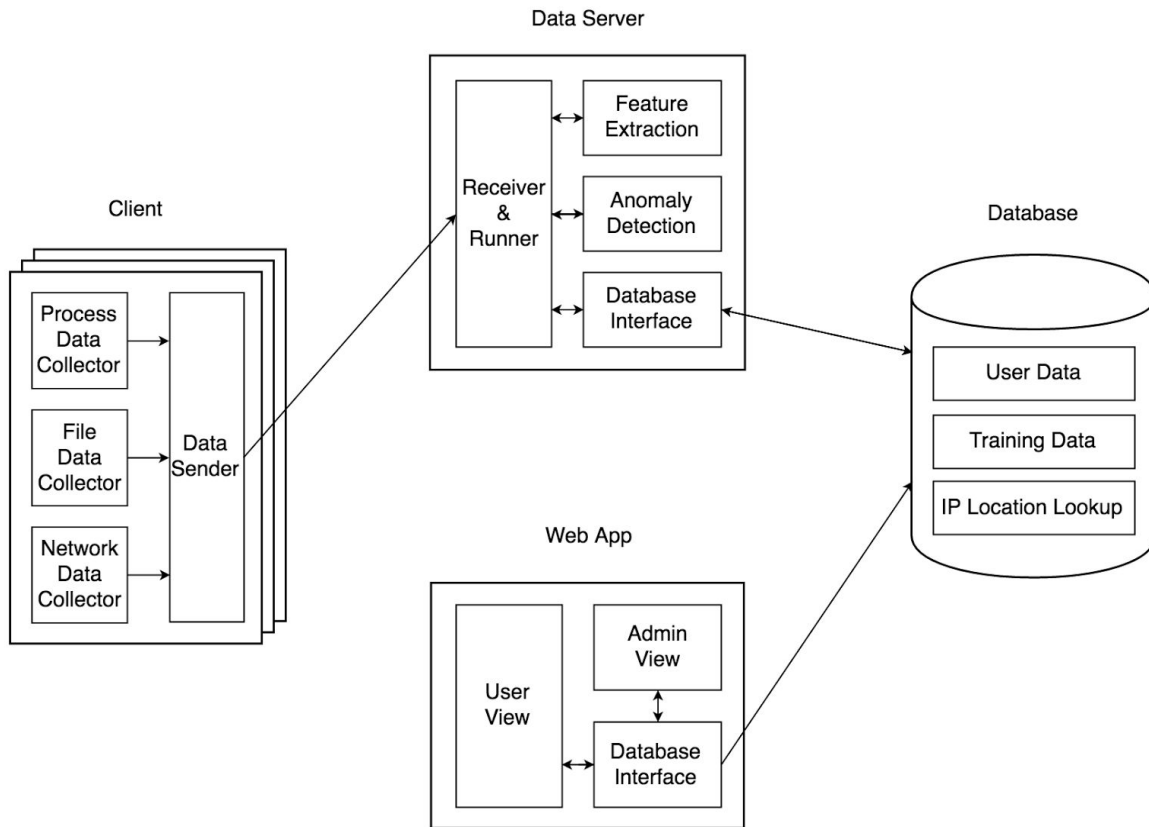 Data Server
Feature
Extraction
Receiver
&
Runner
Anomaly
Detection
Database
Interface
Client
Process
Data
Collector
File
Data
Collector
Network
Data
Collector
Data
Sender
Database
User Data
Training Data
IP Location Lookup
Web App
User
View
Admin
View
Database
Interface